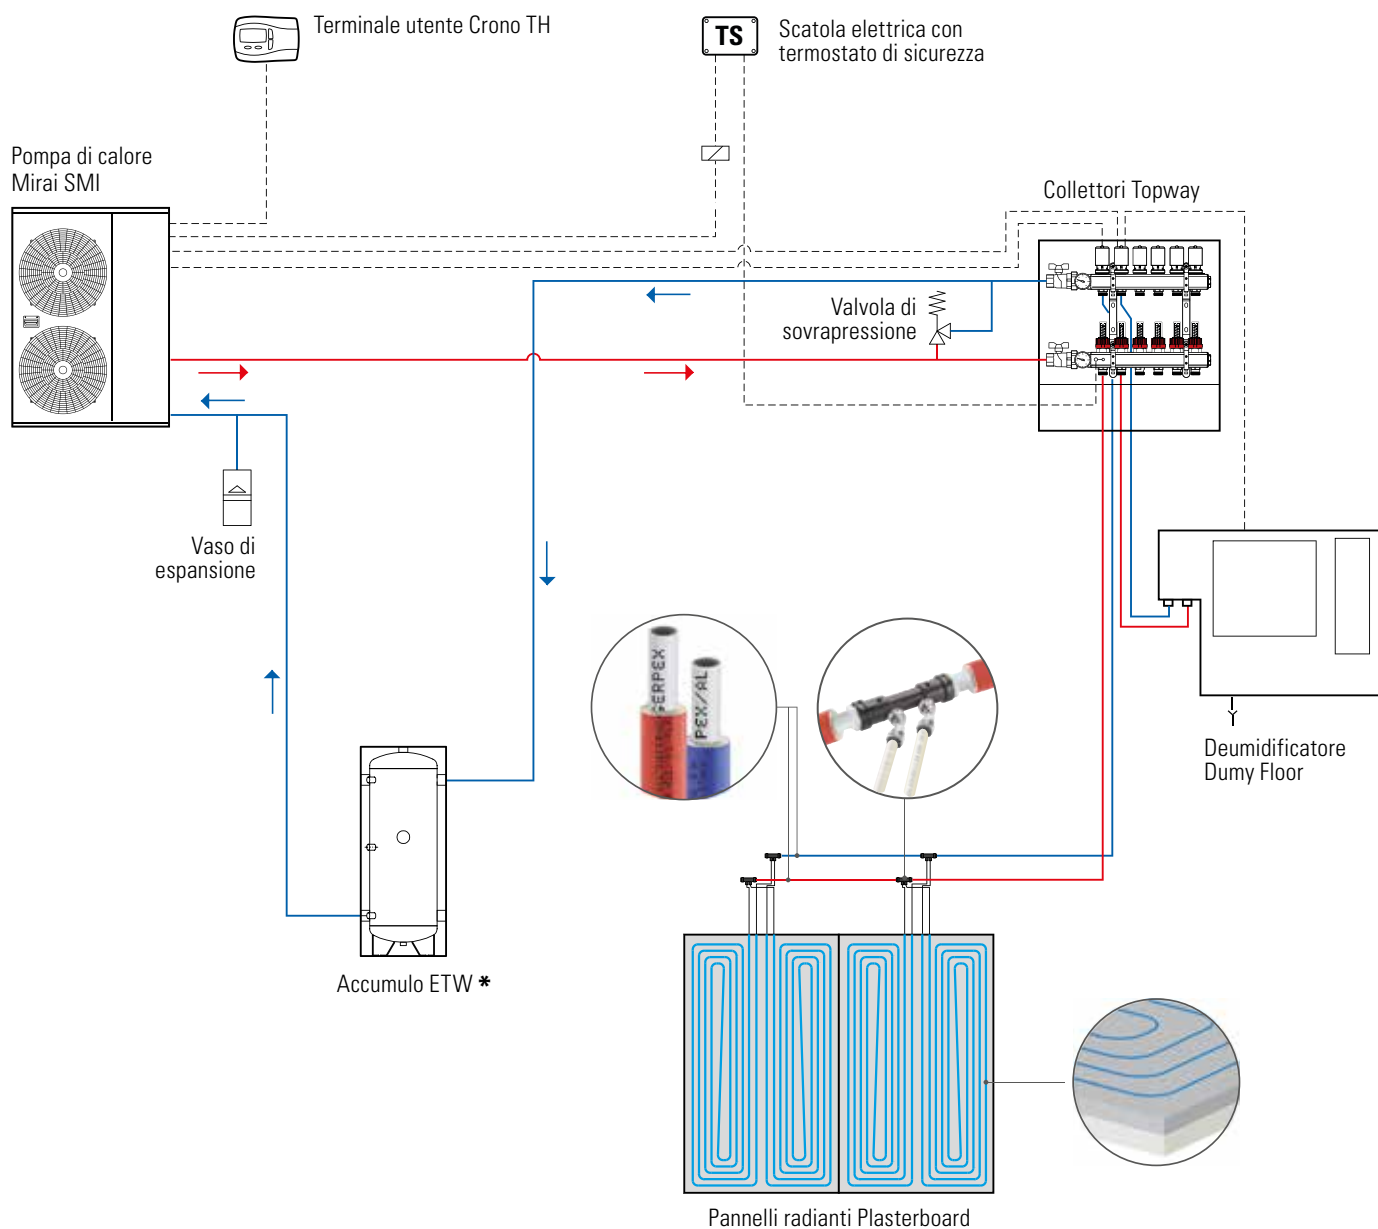 Terminale utente Crono TH
TS
Scatola elettrica con
termostato di sicurezza
Pompa di calore
Mirai SMI
Collettori Topway
Valvola di
sovrapressione
Vaso di
espansione
GERPEX
PEX/AL
Deumidificatore
Dumy Floor
Accumulo ETW *
Pannelli radianti Plasterboard